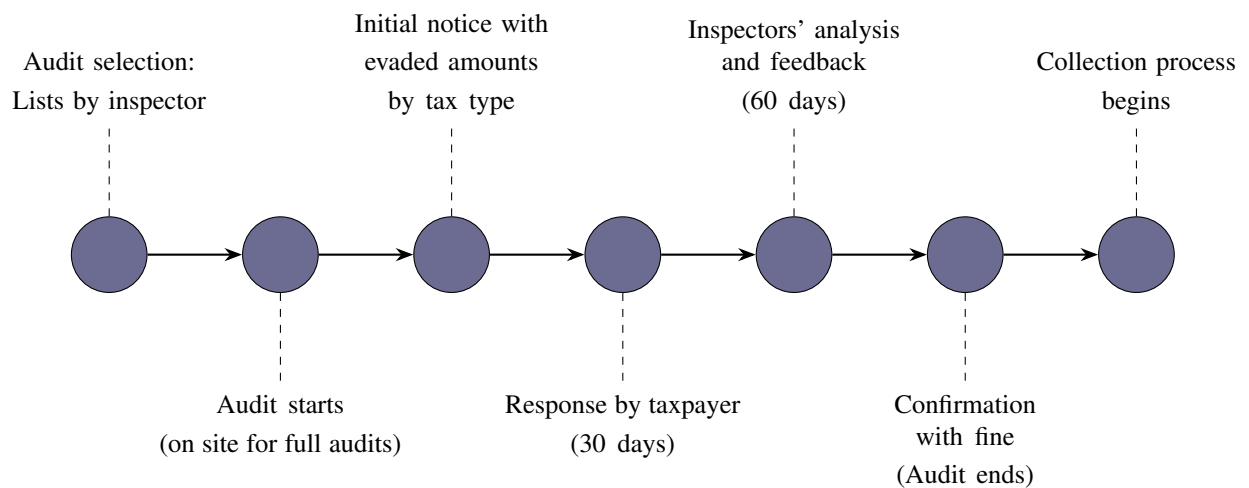 Audit selection:
Lists by inspector
Initial notice with
evaded amounts
by tax type
Inspectors’ analysis
and feedback
(60 days)
Collection process
begins
Audit starts
(on site for full audits)
Response by taxpayer
(30 days)
Confirmation
with fine
(Audit ends)